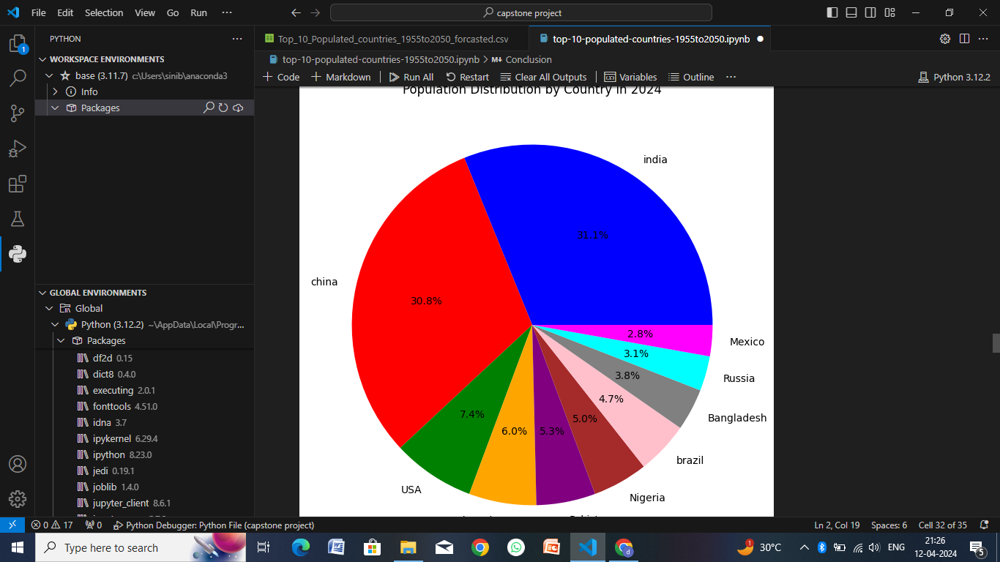 File Edit Selection View Go Run ···
capstone project
PYTHON ···
WORKSPACE ENVIRONMENTS
base (3.11.7) c:\Users\sinib\anaconda3
Info
Packages
GLOBAL ENVIRONMENTS
Global
Python (3.12.2) ~\AppData\Local\Progr...
Packages
df2d 0.15
dict8 0.4.0
executing 2.0.1
fonttools 4.51.0
idna 3.7
ipykernel 6.29.4
ipython 8.23.0
jedi 0.19.1
joblib 1.4.0
jupyter_client 8.6.1
Top_10_Populated_countries_1955to2050_forcasted.csv
top-10-populated-countries-1955to2050.ipynb
top-10-populated-countries-1955to2050.ipynb > Conclusion
+ Code + Markdown Run All Restart Clear All Outputs Variables Outline ··· Python 3.12.2
Population Distribution by Country in 2024
india
31.1%
china
30.8%
USA
7.4%
6.0%
5.3%
Nigeria
5.0%
brazil
4.7%
Bangladesh
3.8%
Russia
3.1%
Mexico
2.8%
0 17 0 Python Debugger: Python File (capstone project)
Ln 2, Col 19 Spaces: 6 Cell 32 of 35
Type here to search
30°C ENG 21:26
12-04-2024
5